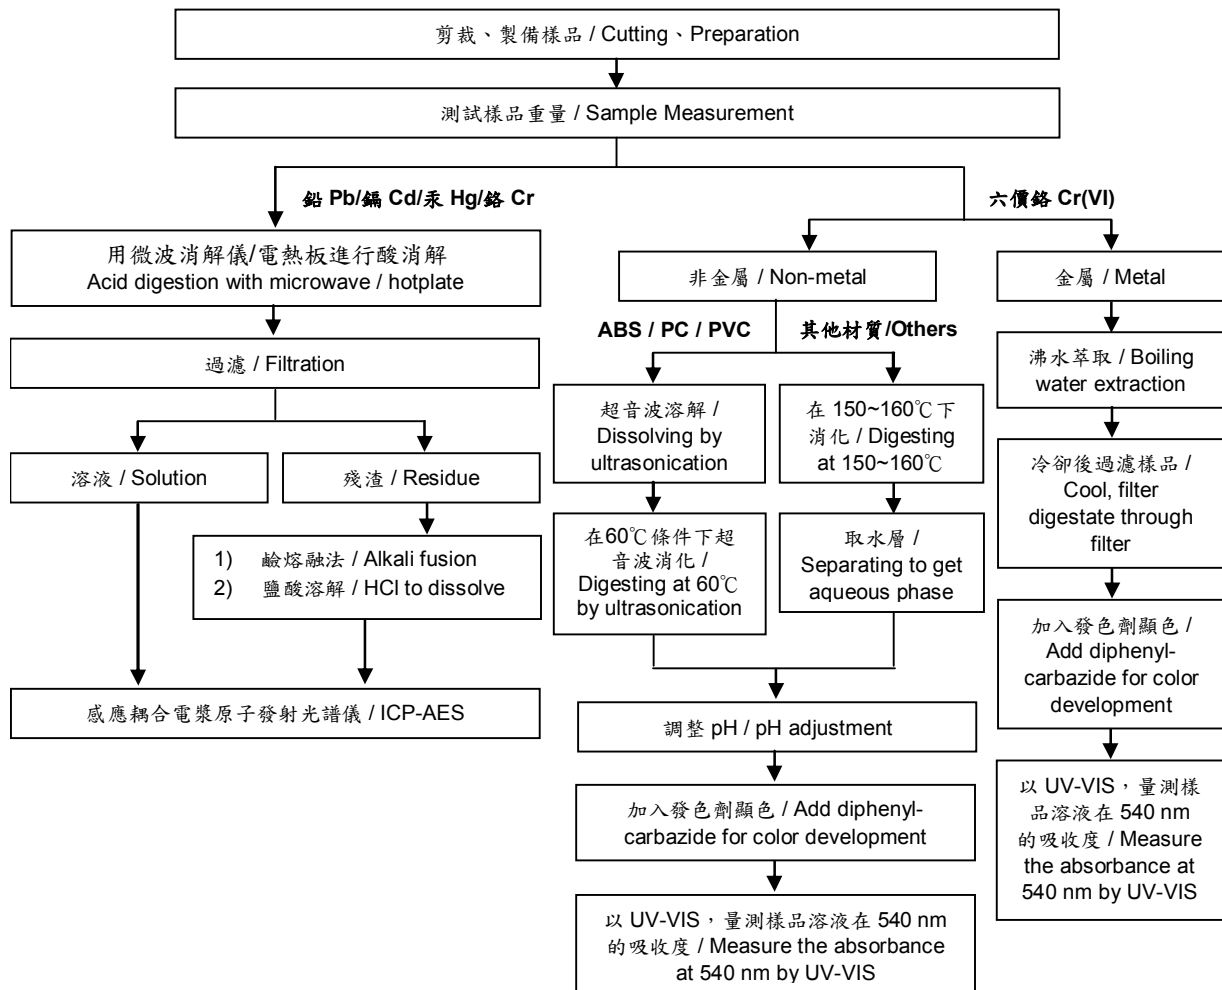 剪裁、製備樣品 / Cutting、Preparation
測試樣品重量 / Sample Measurement
鉛 Pb/鎘 Cd/汞 Hg/鉻 Cr
六價鉻 Cr(VI)
用微波消解儀/電熱板進行酸消解
Acid digestion with microwave / hotplate
過濾 / Filtration
溶液 / Solution
殘渣 / Residue
1) 鹼熔融法 / Alkali fusion
2) 鹽酸溶解 / HCl to dissolve
感應耦合電漿原子發射光譜儀 / ICP-AES
非金屬 / Non-metal
ABS / PC / PVC
其他材質/Others
超音波溶解 /
Dissolving by
ultrasonication
在60℃條件下超
音波消化 /
Digesting at 60℃
by ultrasonication
在 150~160℃下
消化 / Digesting
at 150~160℃
取水層 /
Separating to get
aqueous phase
調整 pH / pH adjustment
加入發色劑顯色 / Add diphenyl-
carbazide for color development
以 UV-VIS，量測樣品溶液在 540 nm
的吸收度 / Measure the absorbance
at 540 nm by UV-VIS
金屬 / Metal
沸水萃取 / Boiling
water extraction
冷卻後過濾樣品 /
Cool, filter
digestate through
filter
加入發色劑顯色 /
Add diphenyl-
carbazide for color
development
以 UV-VIS，量測樣
品溶液在 540 nm
的吸收度 / Measure
the absorbance at
540 nm by UV-VIS